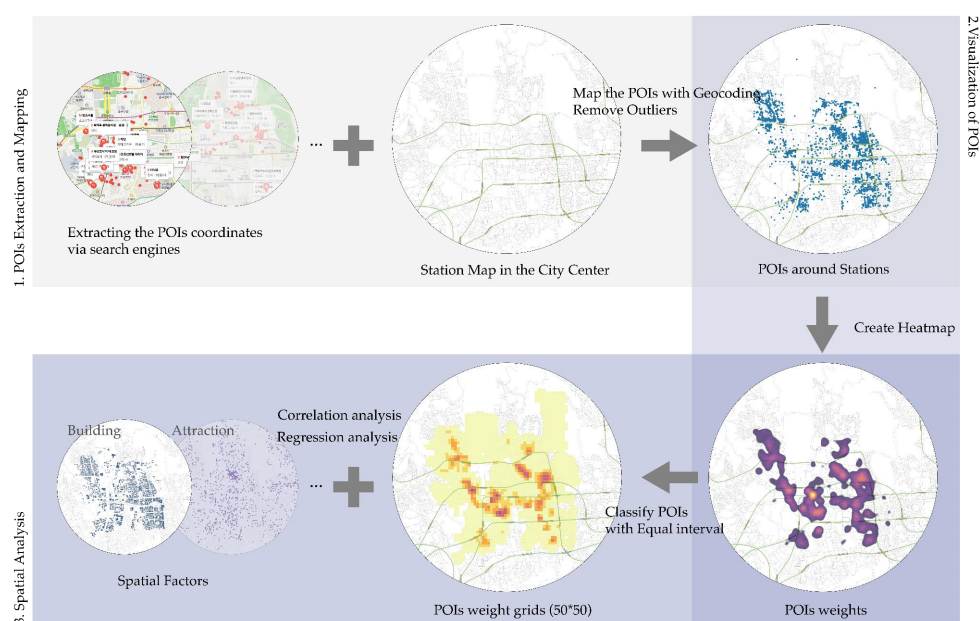 1. POIs Extraction and Mapping
2.Visualization of POIs
Map the POIs with Geocoding
Remove Outliers
...
Extracting the POIs coordinates
via search engines
Station Map in the City Center
POIs around Stations
Create Heatmap
3. Spatial Analysis
Building
Attraction
Correlation analysis
Regression analysis
...
Classify POIs
with Equal interval
Spatial Factors
POIs weight grids (50*50)
POIs weights